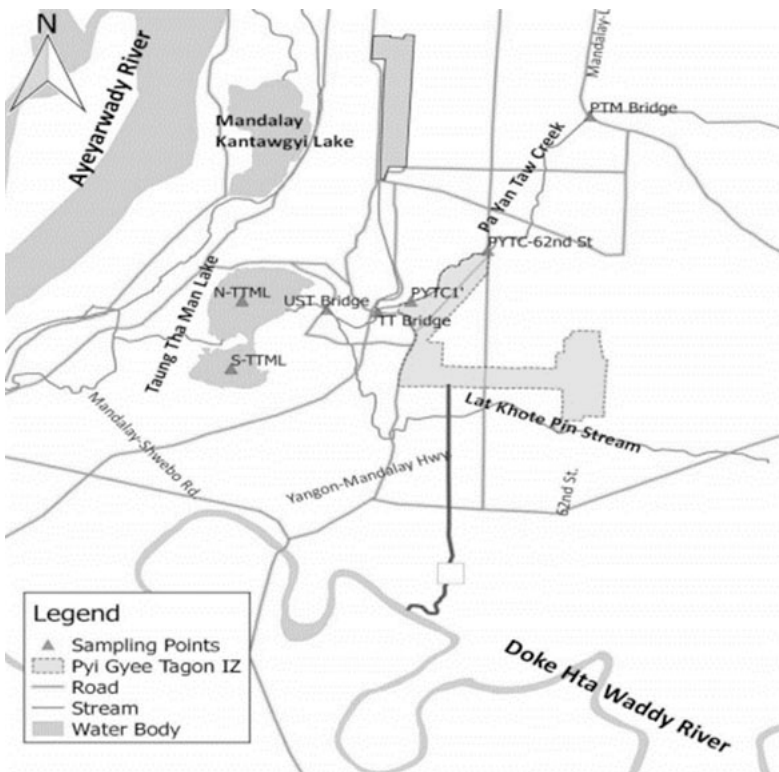 N
Ayeyarwady River
Mandalay
Kantawgyi Lake
PTM Bridge
Pa Yan Taw Creek
PYTC-62nd St
Taung Tha Man Lake
N-TTML
UST Bridge
PYTC1'
TT Bridge
S-TTML
Mandalay-Shwebo Rd.
Lat Khote Pin Stream
Yangon-Mandalay Hwy.
62nd St.
Doke Hta Waddy River
Legend
Sampling Points
Pyi Gyee Tagon IZ
Road
Stream
Water Body